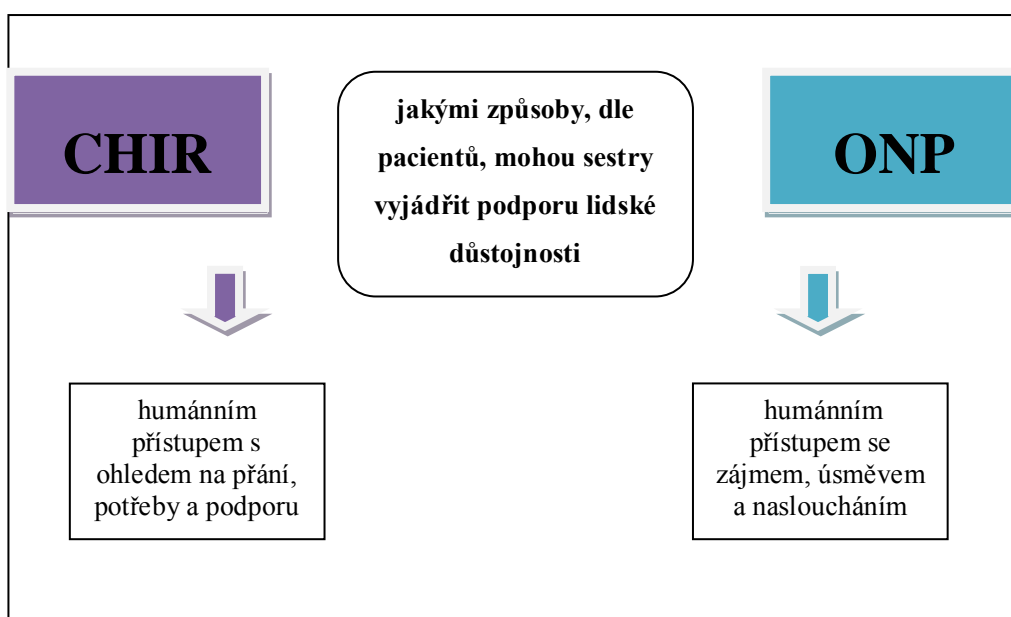 CHIR
jakými způsoby, dle
pacientů, mohou sestry
vyjádřit podporu lidské
důstojnosti
ONP
humánním
přístupem s
ohledem na přání,
potřeby a podporu
humánním
přístupem se
zájmem, úsměvem
a nasloucháním